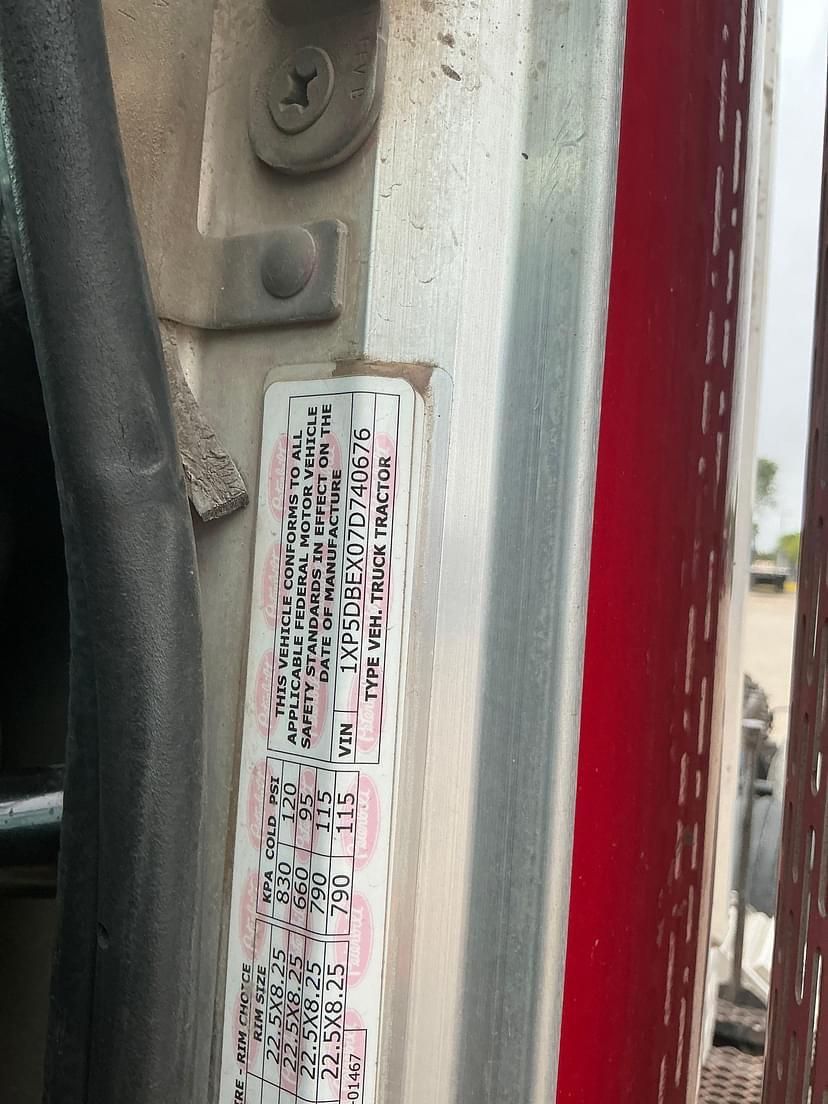 THIS VEHICLE CONFORMS TO ALL
APPLICABLE FEDERAL MOTOR VEHICLE
SAFETY STANDARDS IN EFFECT ON THE
DATE OF MANUFACTURE
VIN 1XP5DBEX07D740676
TYPE VEH. TRUCK TRACTOR
RIM CHOICE
RIM SIZE KPA COLD PSI
22.5X8.25 830 120
22.5X8.25 660 95
22.5X8.25 790 115
22.5X8.25 790 115
-01467